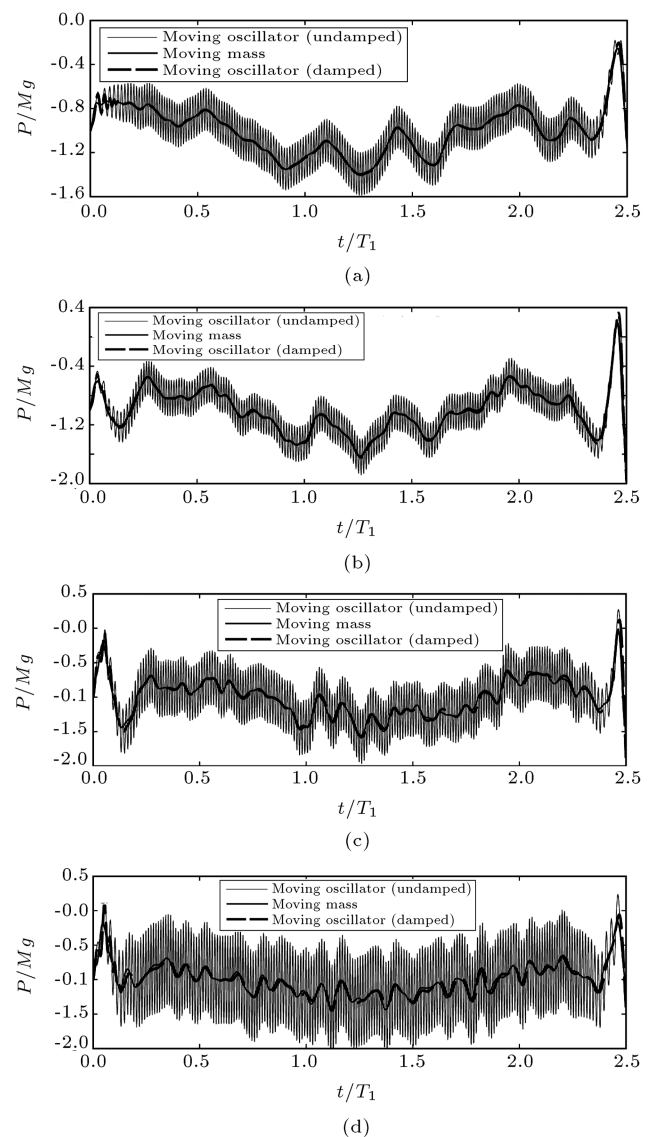 0.0
Moving oscillator (undamped)
Moving mass
Moving oscillator (damped)
-0.4
-0.8
-1.2
-1.6
P/Mg
0.0 0.5 1.0 1.5 2.0 2.5
t/T1
(a)
0.4
Moving oscillator (undamped)
Moving mass
Moving oscillator (damped)
-0.4
-1.2
-2.0
P/Mg
0.0 0.5 1.0 1.5 2.0 2.5
t/T1
(b)
0.5
Moving oscillator (undamped)
Moving mass
Moving oscillator (damped)
-0.0
-0.5
-0.1
-1.5
-2.0
P/Mg
0.0 0.5 1.0 1.5 2.0 2.5
t/T1
(c)
0.5
Moving oscillator (undamped)
Moving mass
Moving oscillator (damped)
-0.0
-0.5
-0.1
-1.5
-2.0
P/Mg
0.0 0.5 1.0 1.5 2.0 2.5
t/T1
(d)